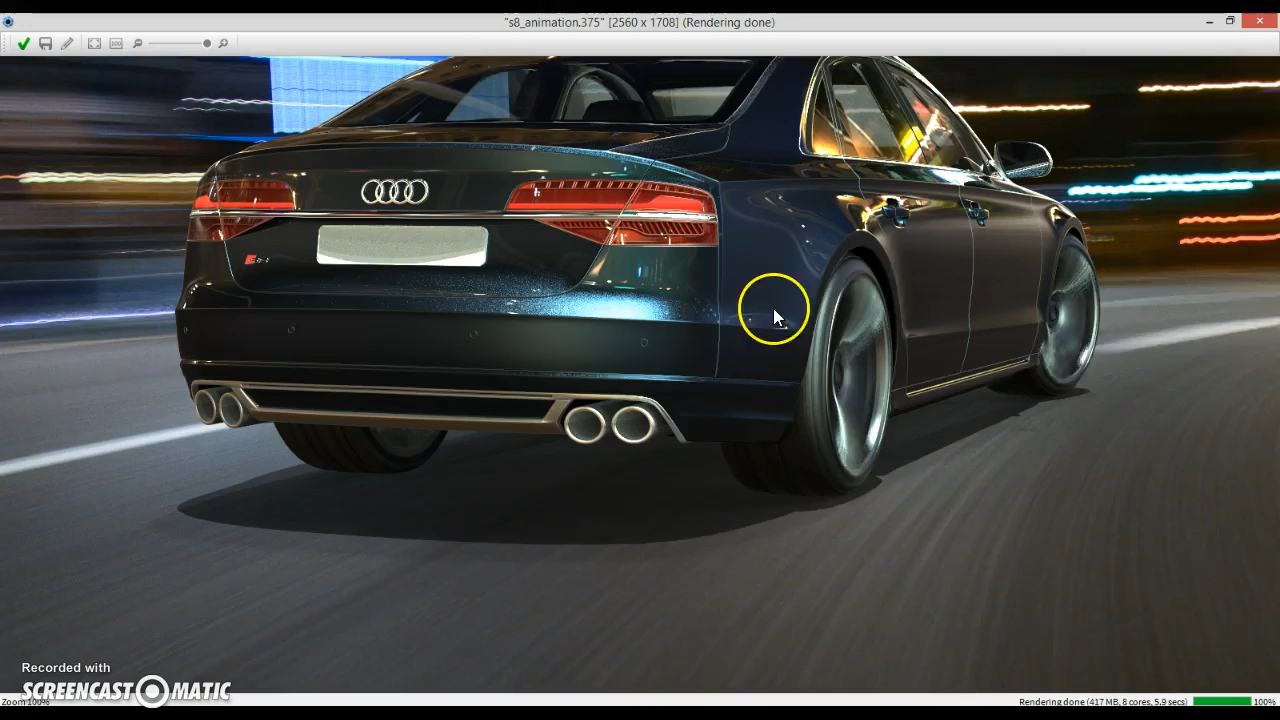 "s8_animation.375" [2560 x 1708] (Rendering done)
100
Recorded with
SCREENCAST MATIC
Zoom 100%
Rendering done (417 MB, 8 cores, 5.9 secs)
100%